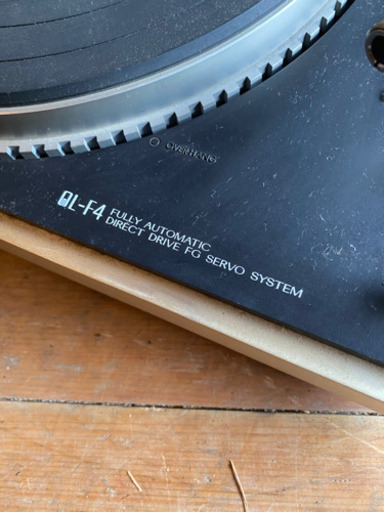 OVERHANG
QL-F4 FULLY AUTOMATIC
DIRECT DRIVE FG SERVO SYSTEM